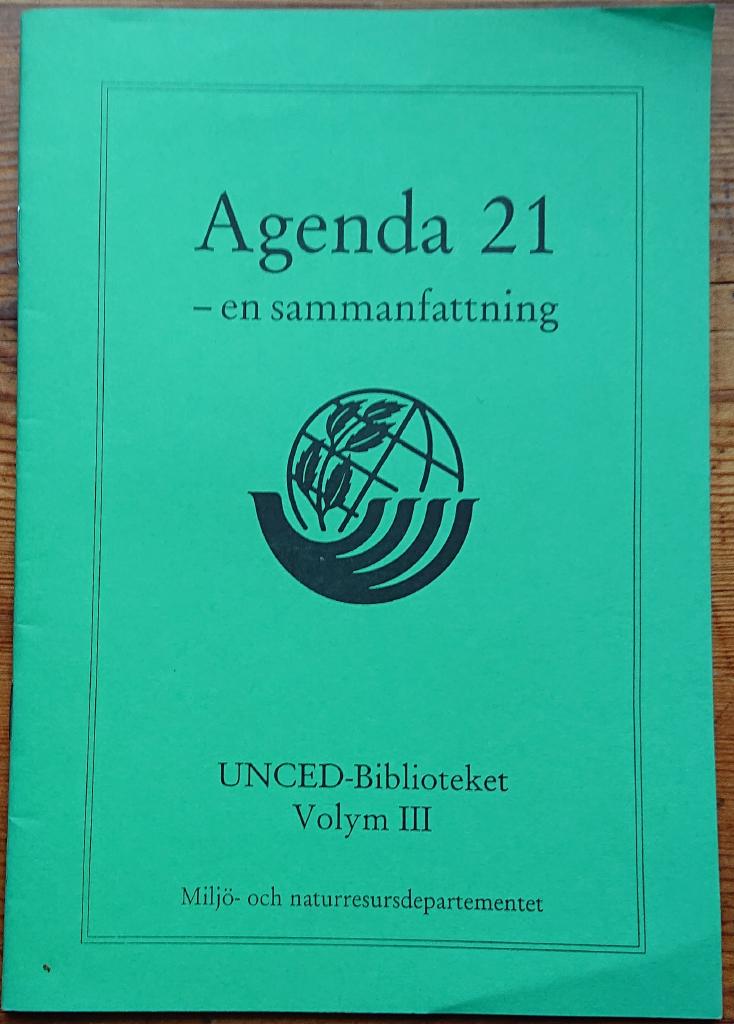 Agenda 21
– en sammanfattning
UNCED-Biblioteket
Volym III
Miljö- och naturresursdepartementet